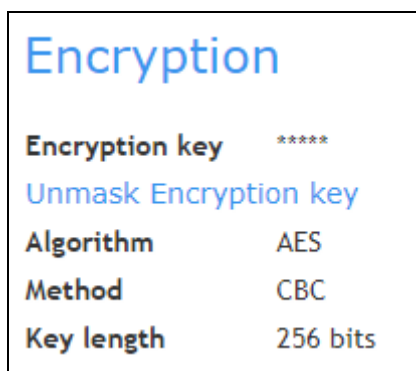 Encryption
Encryption key *****
Unmask Encryption key
Algorithm AES
Method CBC
Key length 256 bits